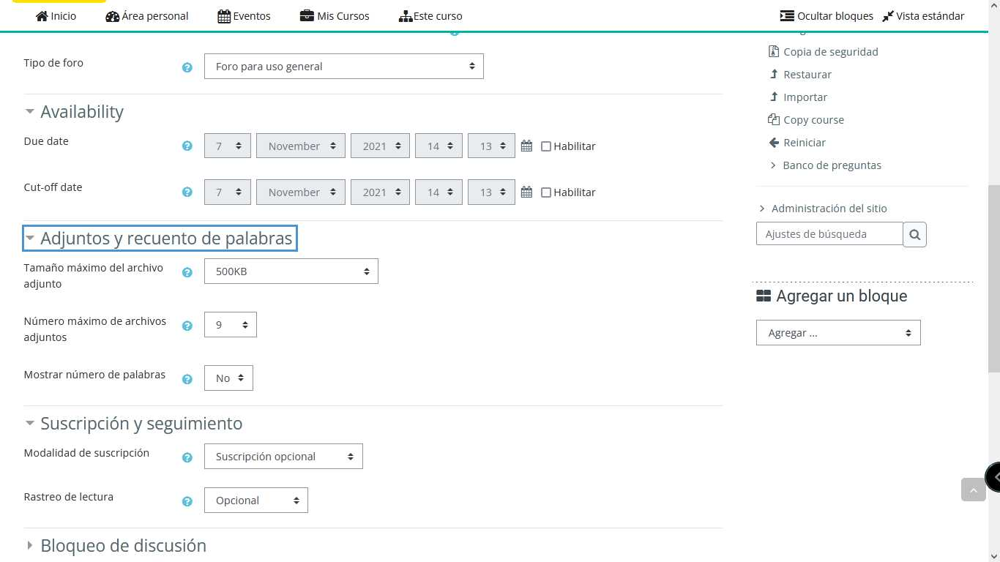 Inicio
Área personal
Eventos
Mis Cursos
Este curso
Ocultar bloques
Vista estándar
Tipo de foro
Foro para uso general
Availability
Due date
7 November 2021 14 13 Habilitar
Cut-off date
7 November 2021 14 13 Habilitar
Adjuntos y recuento de palabras
Tamaño máximo del archivo
adjunto
500KB
Número máximo de archivos
adjuntos
9
Mostrar número de palabras
No
Suscripción y seguimiento
Modalidad de suscripción
Suscripción opcional
Rastreo de lectura
Opcional
Bloqueo de discusión
Copia de seguridad
Restaurar
Importar
Copy course
Reiniciar
Banco de preguntas
Administración del sitio
Ajustes de búsqueda
Agregar un bloque
Agregar ...